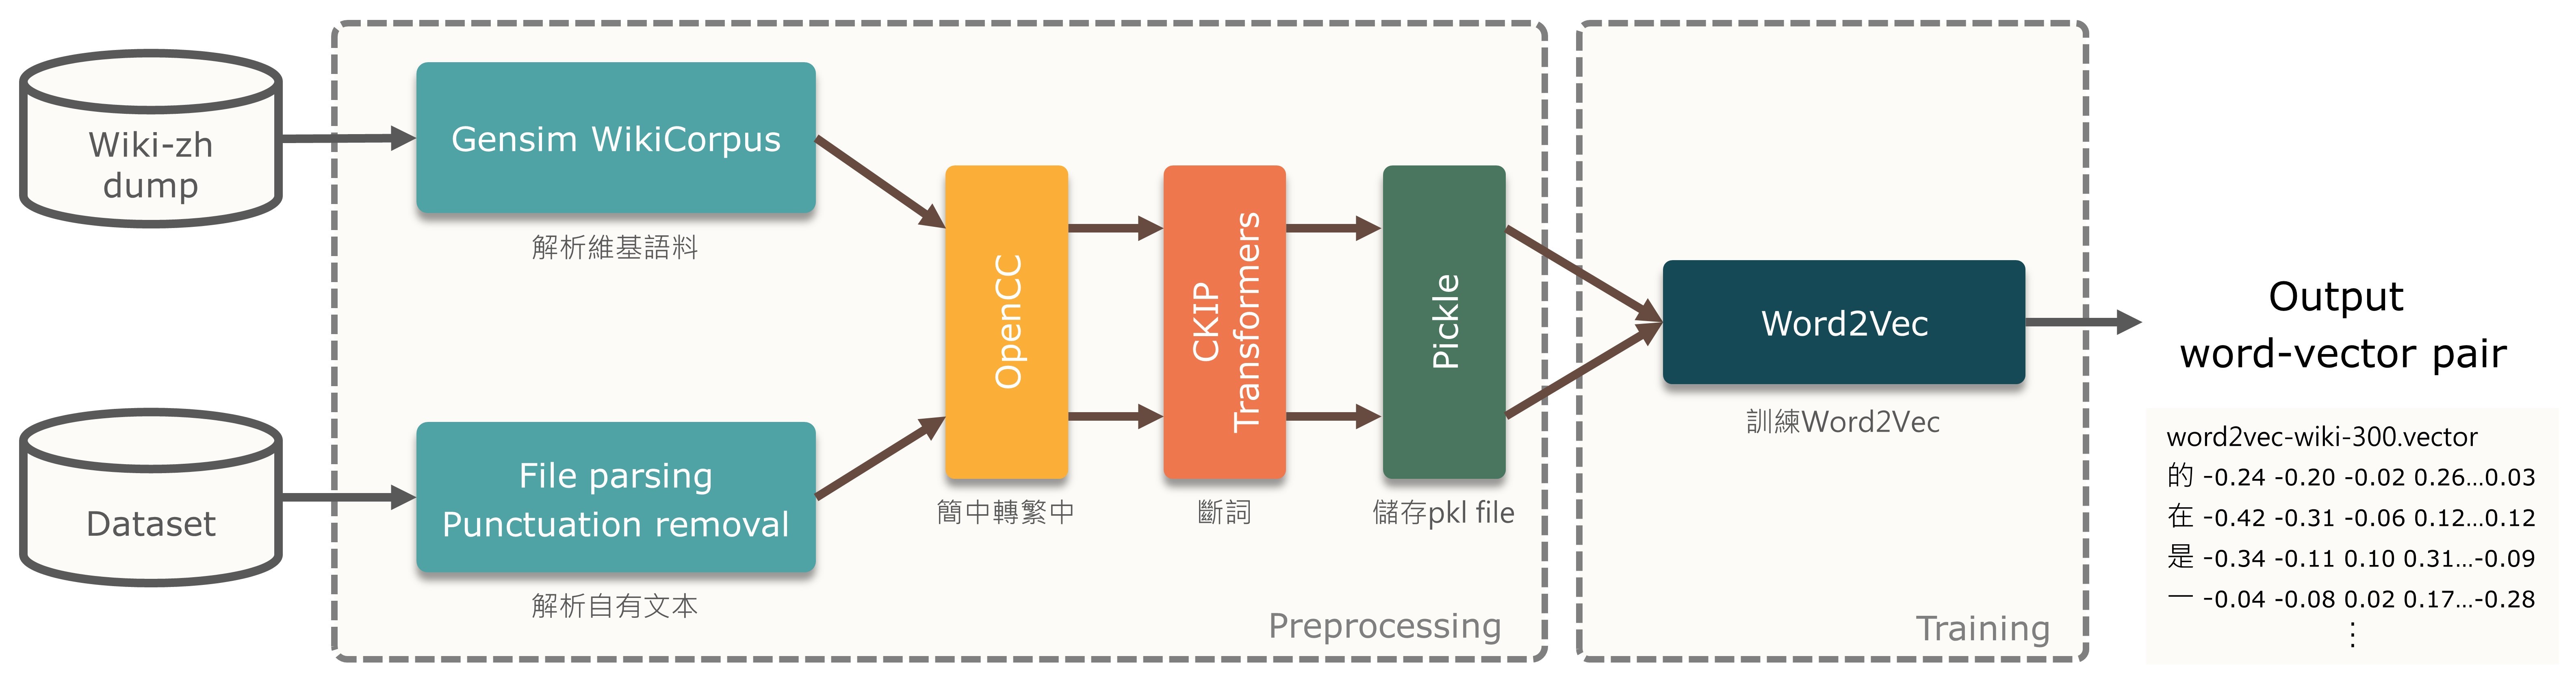 Wiki-zh
dump
Gensim WikiCorpus
解析維基語料
Dataset
File parsing
Punctuation removal
解析自有文本
OpenCC
簡中轉繁中
CKIP
Transformers
斷詞
Pickle
儲存pkl file
Preprocessing
Word2Vec
訓練Word2Vec
Training
Output
word-vector pair
word2vec-wiki-300.vector
的 -0.24 -0.20 -0.02 0.26...0.03
在 -0.42 -0.31 -0.06 0.12...0.12
是 -0.34 -0.11 0.10 0.31...-0.09
一 -0.04 -0.08 0.02 0.17...-0.28
⋮